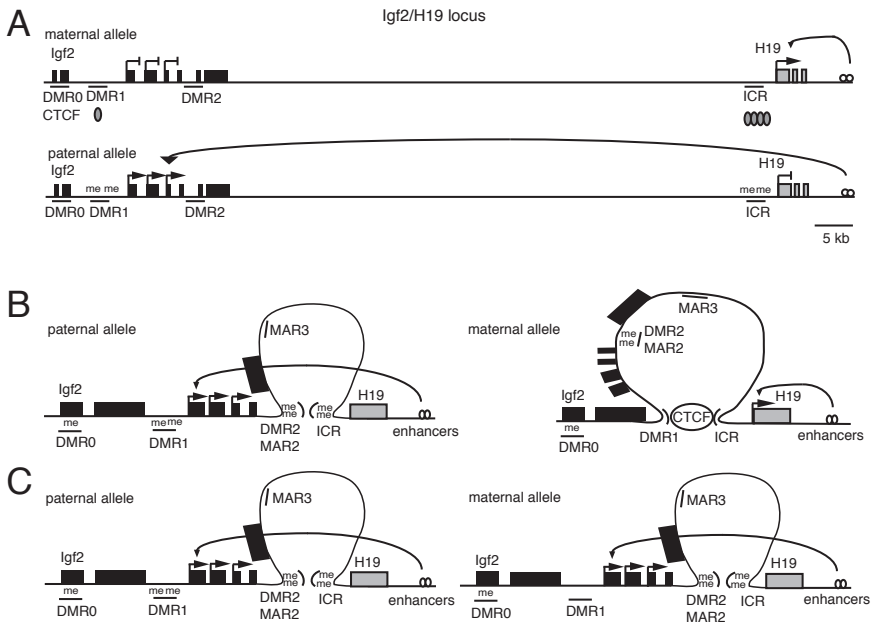 Igf2/H19 locus
A
maternal allele
Igf2
H19
DMR0 DMR1 DMR2 ICR
CTCF
paternal allele
Igf2
H19
me me
meme
DMR0 DMR1 DMR2 ICR
5 kb
B
paternal allele
MAR3
Igf2
H19
me
me me
me
me
me
me
DMR0
DMR1
DMR2
MAR2
ICR
enhancers
maternal allele
MAR3
me
me
DMR2
MAR2
Igf2
H19
me
DMR0
DMR1
CTCF
ICR
enhancers
C
paternal allele
MAR3
Igf2
H19
me
meme
me
me
me
me
DMR0
DMR1
DMR2
MAR2
ICR
enhancers
maternal allele
MAR3
Igf2
H19
me
me
me
me
me
DMR0
DMR1
DMR2
MAR2
ICR
enhancers